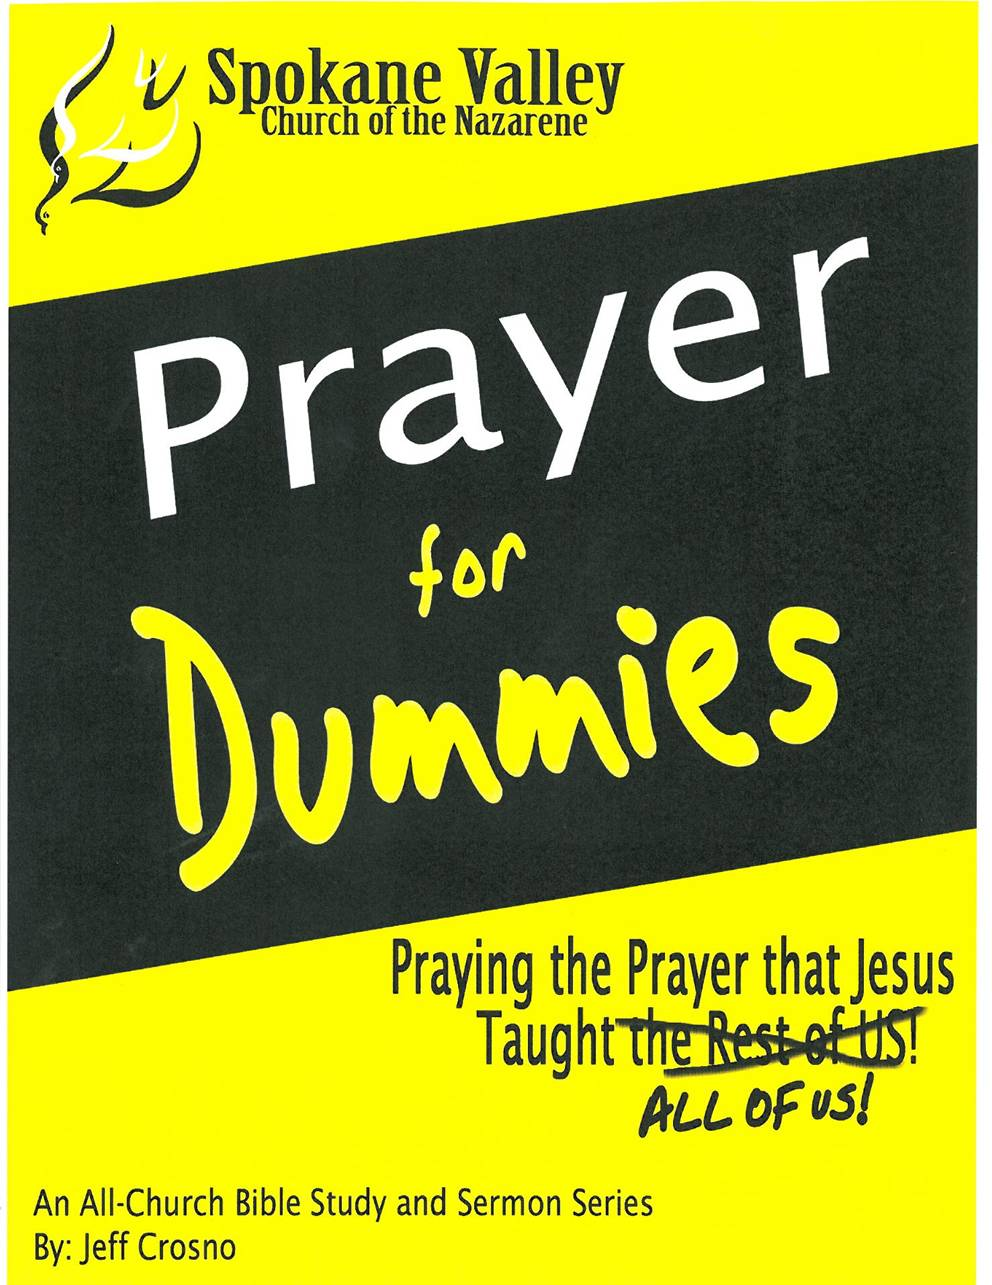 Spokane Valley
Church of the Nazarene
Prayer
for
Dummies
Praying the Prayer that Jesus
Taught the Rest of US!
ALL OF US!
An All-Church Bible Study and Sermon Series
By: Jeff Crosno